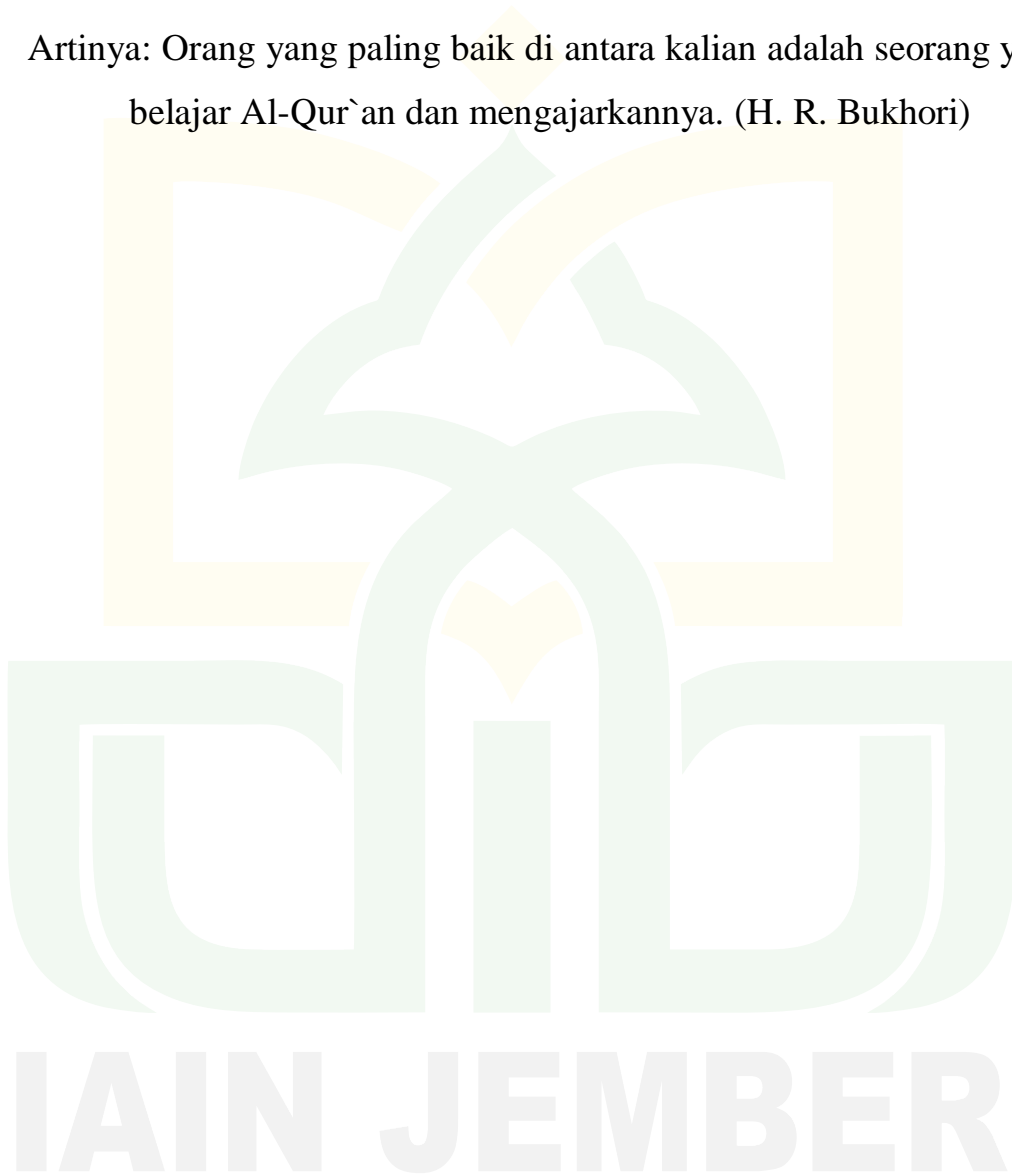 Artinya: Orang yang paling baik di antara kalian adalah seorang
belajar Al-Qur`an dan mengajarkannya. (H. R. Bukhori)
IAIN JEMBER